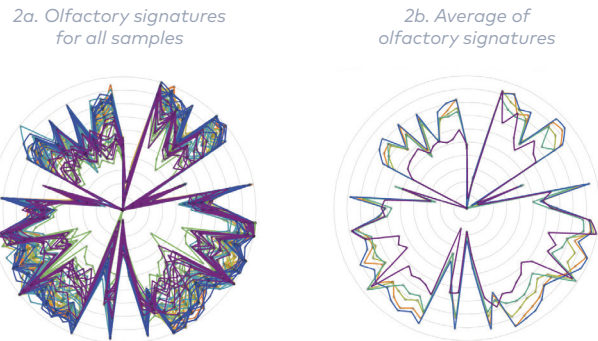 2a. Olfactory signatures
for all samples
2b. Average of
olfactory signatures